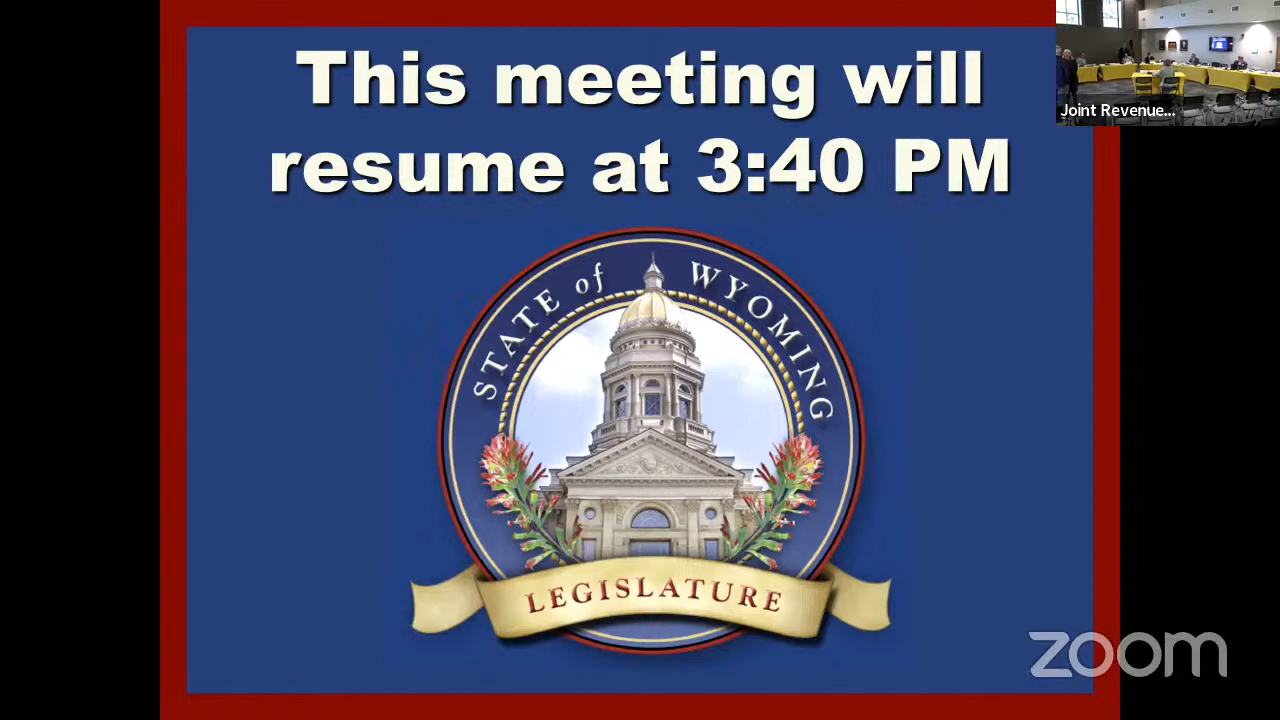 This meeting will
resume at 3:40 PM
Joint Revenue...
STATE of WYOMING
LEGISLATURE
zoom